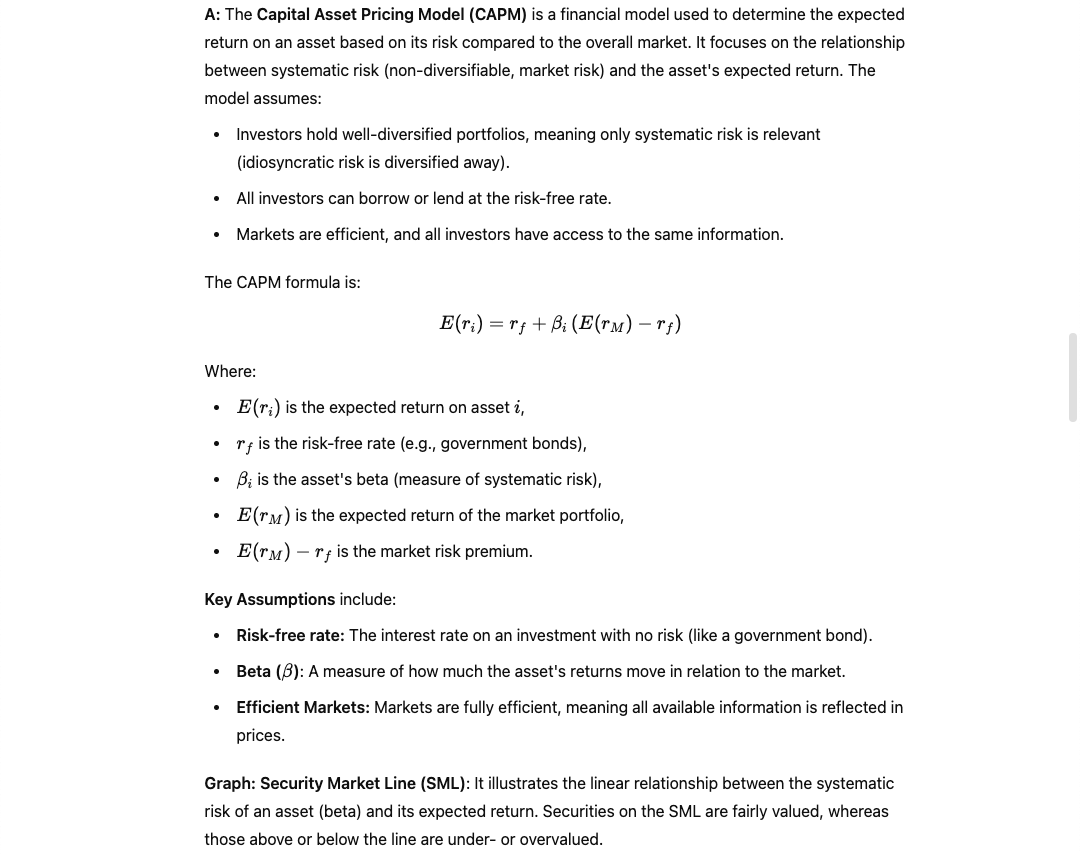 A: The Capital Asset Pricing Model (CAPM) is a financial model used to determine the expected
return on an asset based on its risk compared to the overall market. It focuses on the relationship
between systematic risk (non-diversifiable, market risk) and the asset's expected return. The
model assumes:
• Investors hold well-diversified portfolios, meaning only systematic risk is relevant
(idiosyncratic risk is diversified away).
• All investors can borrow or lend at the risk-free rate.
• Markets are efficient, and all investors have access to the same information.
The CAPM formula is:
E(r_i) = r_f + β_i (E(r_M) − r_f)
Where:
• E(r_i) is the expected return on asset i,
• r_f is the risk-free rate (e.g., government bonds),
• β_i is the asset's beta (measure of systematic risk),
• E(r_M) is the expected return of the market portfolio,
• E(r_M) − r_f is the market risk premium.
Key Assumptions include:
• Risk-free rate: The interest rate on an investment with no risk (like a government bond).
• Beta (β): A measure of how much the asset's returns move in relation to the market.
• Efficient Markets: Markets are fully efficient, meaning all available information is reflected in
prices.
Graph: Security Market Line (SML): It illustrates the linear relationship between the systematic
risk of an asset (beta) and its expected return. Securities on the SML are fairly valued, whereas
those above or below the line are under- or overvalued.